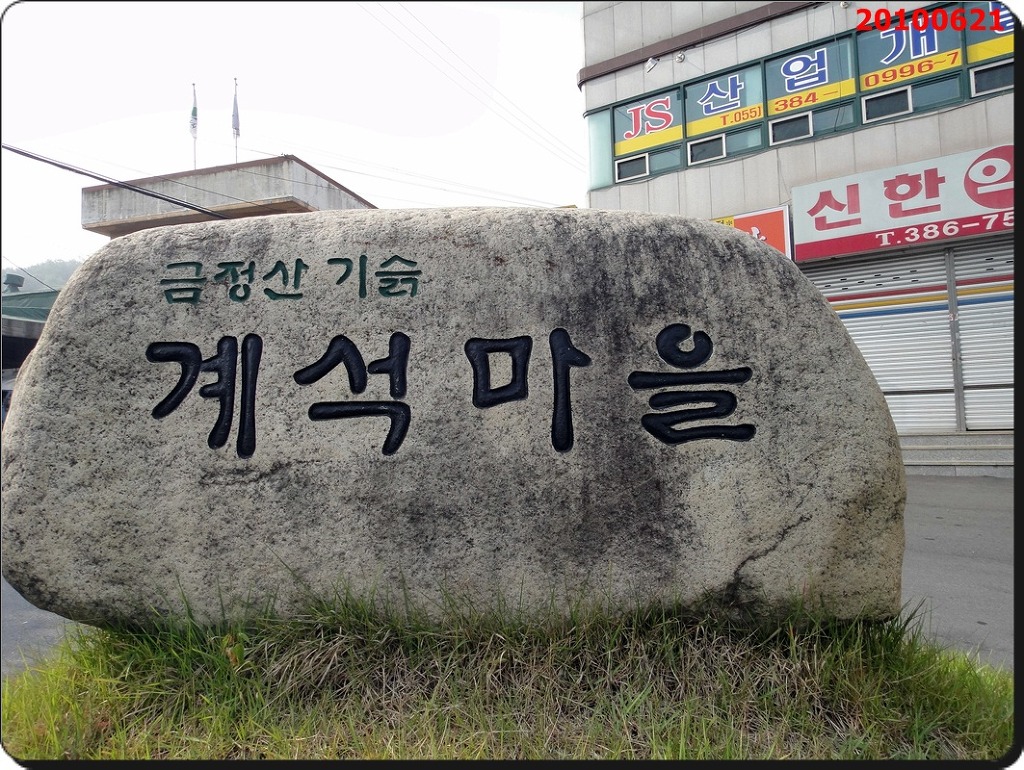 20100621
JS 산업개
T.055) 384-0996~7
신한
T.386-75
금정산 기슭
계석마을